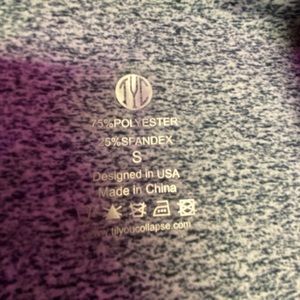 TYC
75%POLYESTER
25%SPANDEX
S
Designed in USA
Made in China
www.tilyoucollapse.com